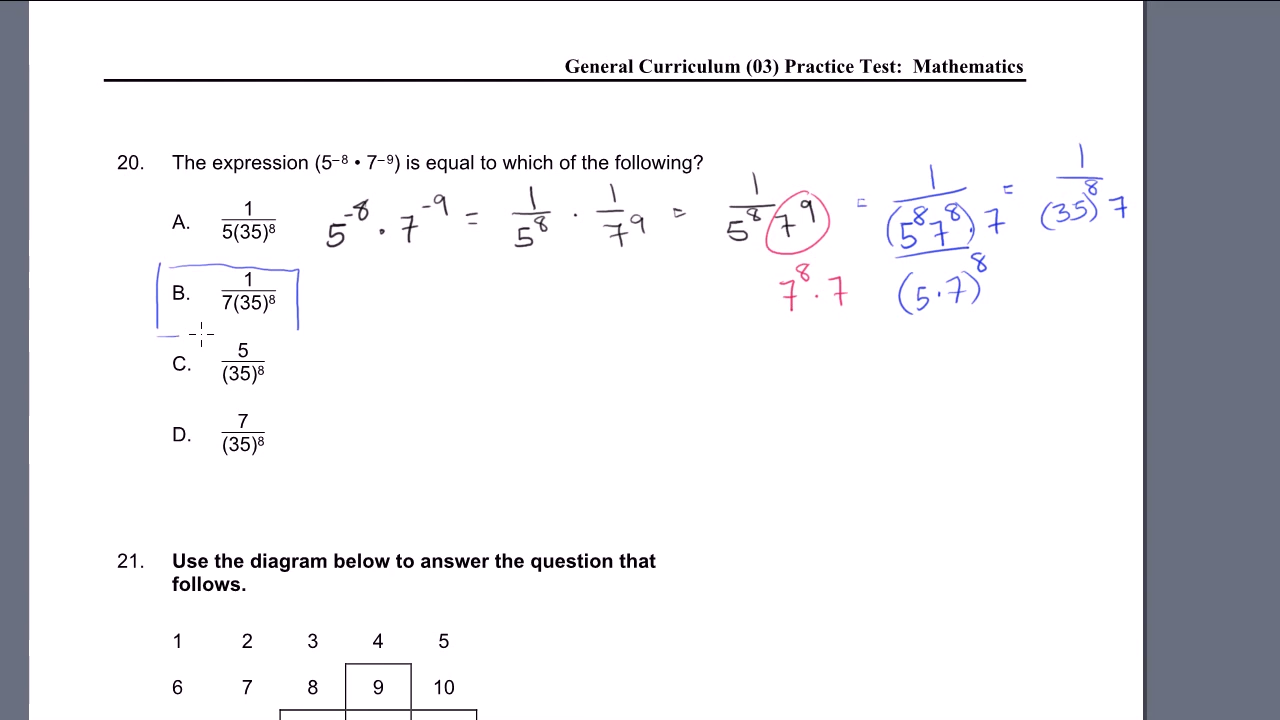 General Curriculum (03) Practice Test: Mathematics
20. The expression (5⁻⁸ • 7⁻⁹) is equal to which of the following?
A. 1/5(35)⁸
5⁻⁸ · 7⁻⁹ = 1/5⁸ · 1/7⁹ = 1/5⁸7⁹ = 1/(5⁸7⁸)·7 = 1/(35)⁸7
B. 1/7(35)⁸
7⁸·7 (5·7)⁸
C. 5/(35)⁸
D. 7/(35)⁸
21. Use the diagram below to answer the question that
follows.
1 2 3 4 5
6 7 8 9 10